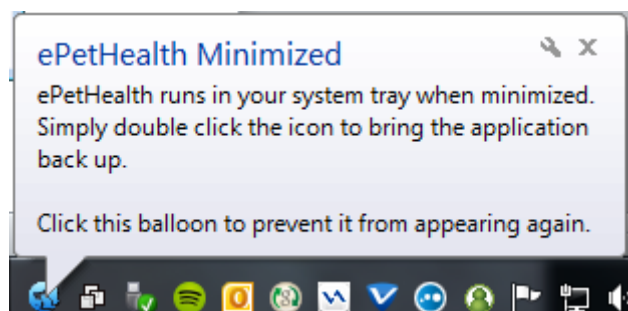 ePetHealth Minimized
ePetHealth runs in your system tray when minimized.
Simply double click the icon to bring the application
back up.
Click this balloon to prevent it from appearing again.